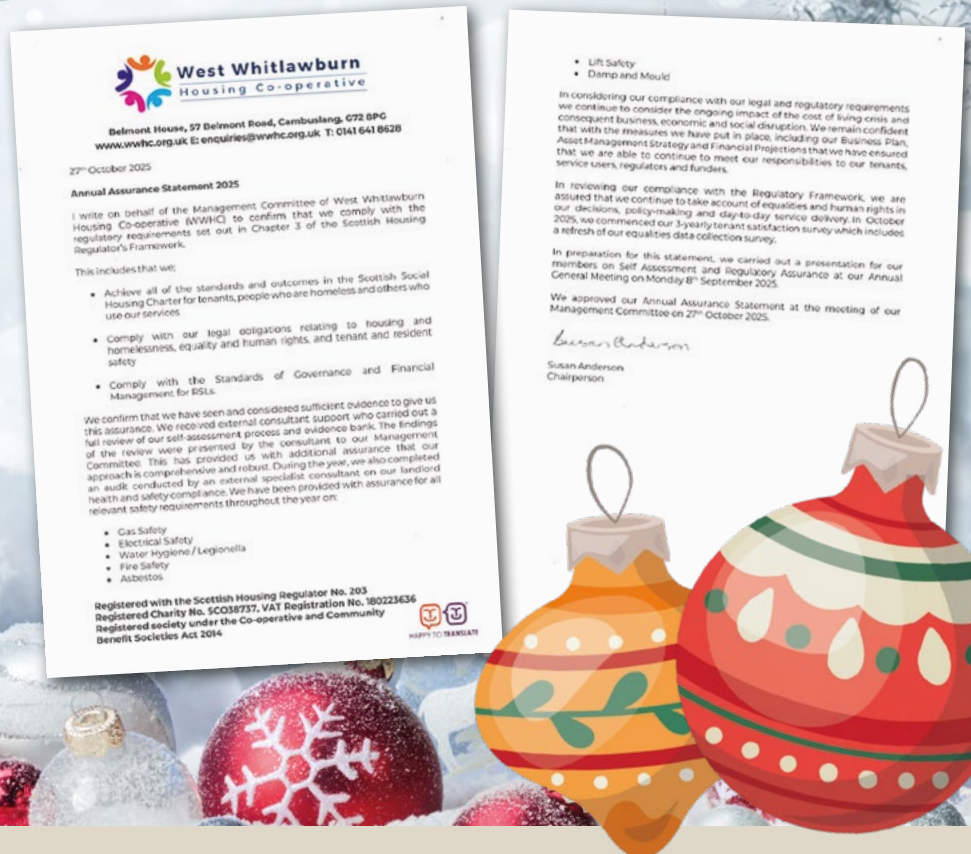 West Whitlawburn
Housing Co-operative
Belmont House, 57 Belmont Road, Cambuslang, G72 8PG
www.wwhc.org.uk E: enquiries@wwhc.org.uk T: 0141 641 8628
27th October 2025
Annual Assurance Statement 2025
I write on behalf of the Management Committee of West Whitlawburn
Housing Co-operative (WWHC) to confirm that we comply with the
regulatory requirements set out in Chapter 3 of the Scottish Housing
Regulator's Framework.
This includes that we:
• Achieve all of the standards and outcomes in the Scottish Social
Housing Charter for tenants, people who are homeless and others who
use our services
• Comply with our legal obligations relating to housing and
homelessness, equality and human rights, and tenant and resident
safety
• Comply with the Standards of Governance and Financial
Management for RSLs.
We confirm that we have seen and considered sufficient evidence to give us
this assurance. We received external consultant support who carried out a
full review of our self-assessment process and evidence bank. The findings
of the review were presented by the consultant to our Management
Committee. This has provided us with additional assurance that our
approach is comprehensive and robust. During the year, we also completed
an audit conducted by an external specialist consultant on our landlord
health and safety compliance. We have been provided with assurance for all
relevant safety requirements throughout the year on:
• Gas Safety
• Electrical Safety
• Water Hygiene / Legionella
• Fire Safety
• Asbestos
Registered with the Scottish Housing Regulator No. 203
Registered Charity No. SCO38737, VAT Registration No. 180223636
Registered society under the Co-operative and Community
Benefit Societies Act 2014
HAPPY TO TRANSLATE
• Lift Safety
• Damp and Mould
In considering our compliance with our legal and regulatory requirements
we continue to consider the ongoing impact of the cost of living crisis and
consequent business, economic and social disruption. We remain confident
that with the measures we have put in place, including our Business Plan,
Asset Management Strategy and Financial Projections that we have ensured
that we are able to continue to meet our responsibilities to our tenants,
service users, regulators and funders.
In reviewing our compliance with the Regulatory Framework, we are
assured that we continue to take account of equalities and human rights in
our decisions, policy-making and day-to-day service delivery. In October
2025, we commenced our 3-yearly tenant satisfaction survey which includes
a refresh of our equalities data collection survey.
In preparation for this statement, we carried out a presentation for our
members on Self Assessment and Regulatory Assurance at our Annual
General Meeting on Monday 8th September 2025.
We approved our Annual Assurance Statement at the meeting of our
Management Committee on 27th October 2025.
Susan Anderson
Susan Anderson
Chairperson